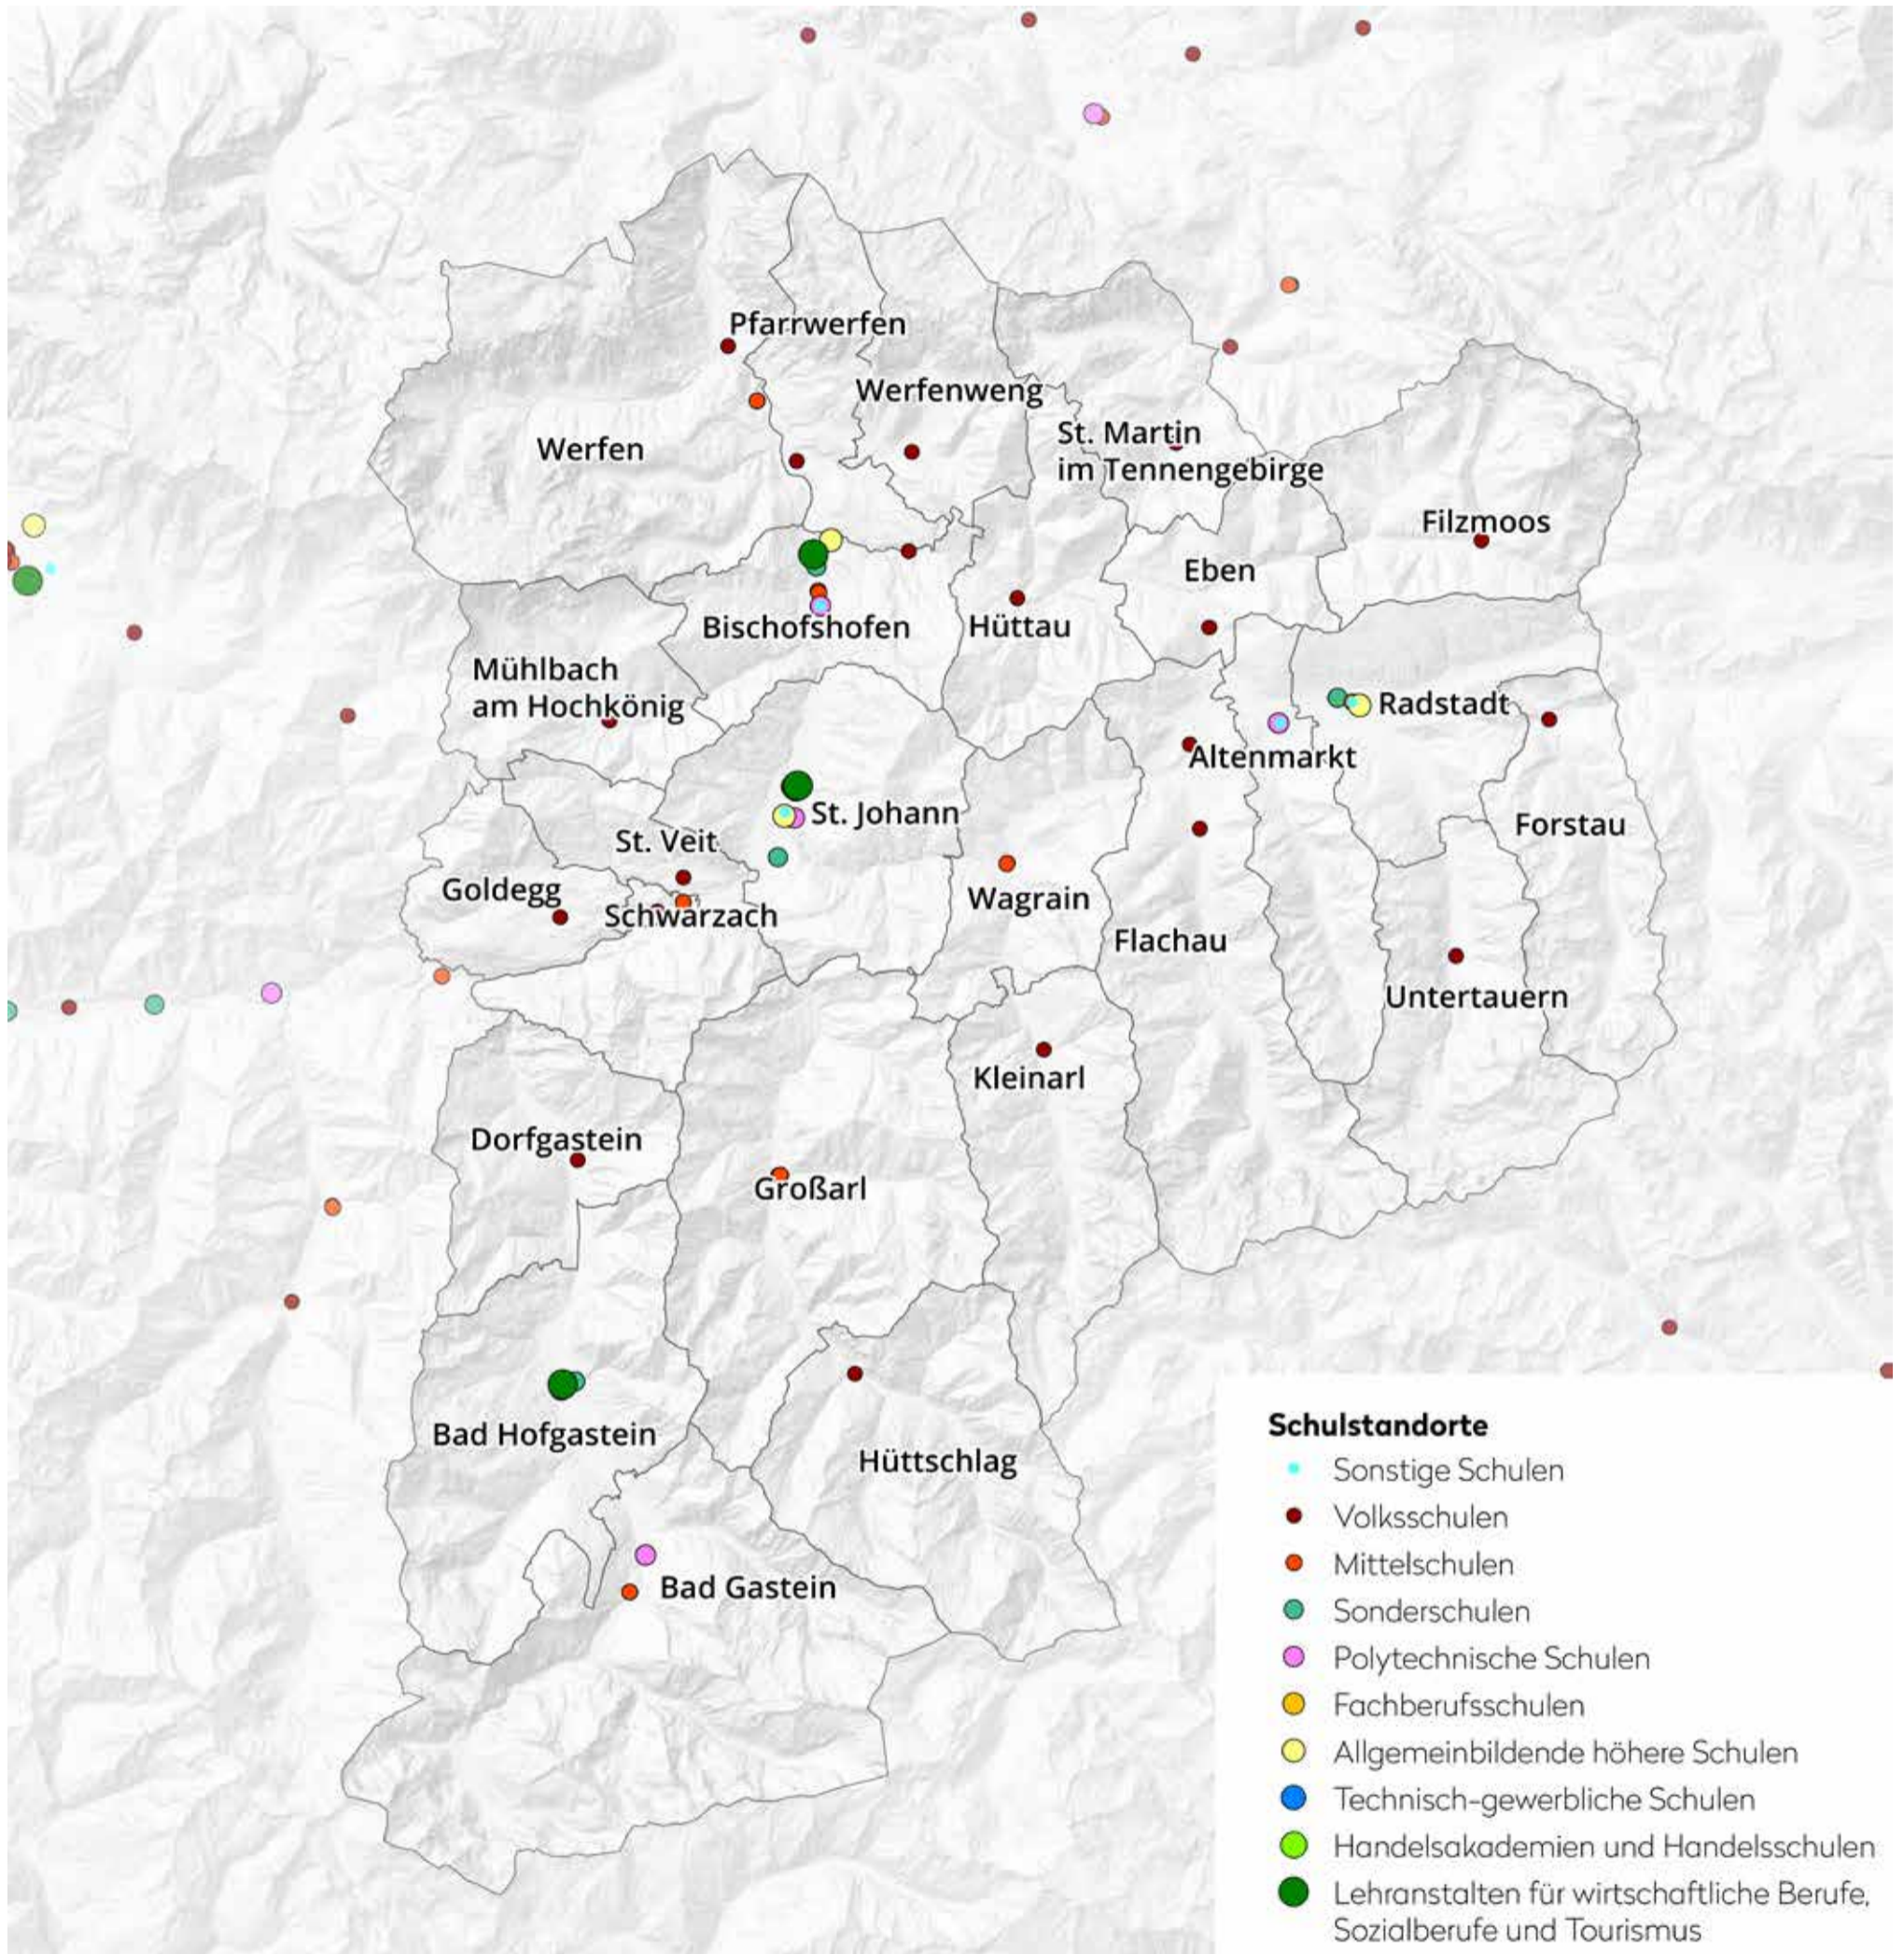 Pfarrwerfen
Werfenweng
Werfen
St. Martin
im Tennengebirge
Filzmoos
Eben
Bischofshofen
Hüttau
Mühlbach
am Hochkönig
Radstadt
Altenmarkt
St. Johann
Forstau
St. Veit
Goldegg
Schwarzach
Wagrain
Flachau
Untertauern
Kleinarl
Dorfgastein
Großarl
Bad Hofgastein
Hüttschlag
Bad Gastein
Schulstandorte
Sonstige Schulen
Volksschulen
Mittelschulen
Sonderschulen
Polytechnische Schulen
Fachberufsschulen
Allgemeinbildende höhere Schulen
Technisch-gewerbliche Schulen
Handelsakademien und Handelsschulen
Lehranstalten für wirtschaftliche Berufe,
Sozialberufe und Tourismus